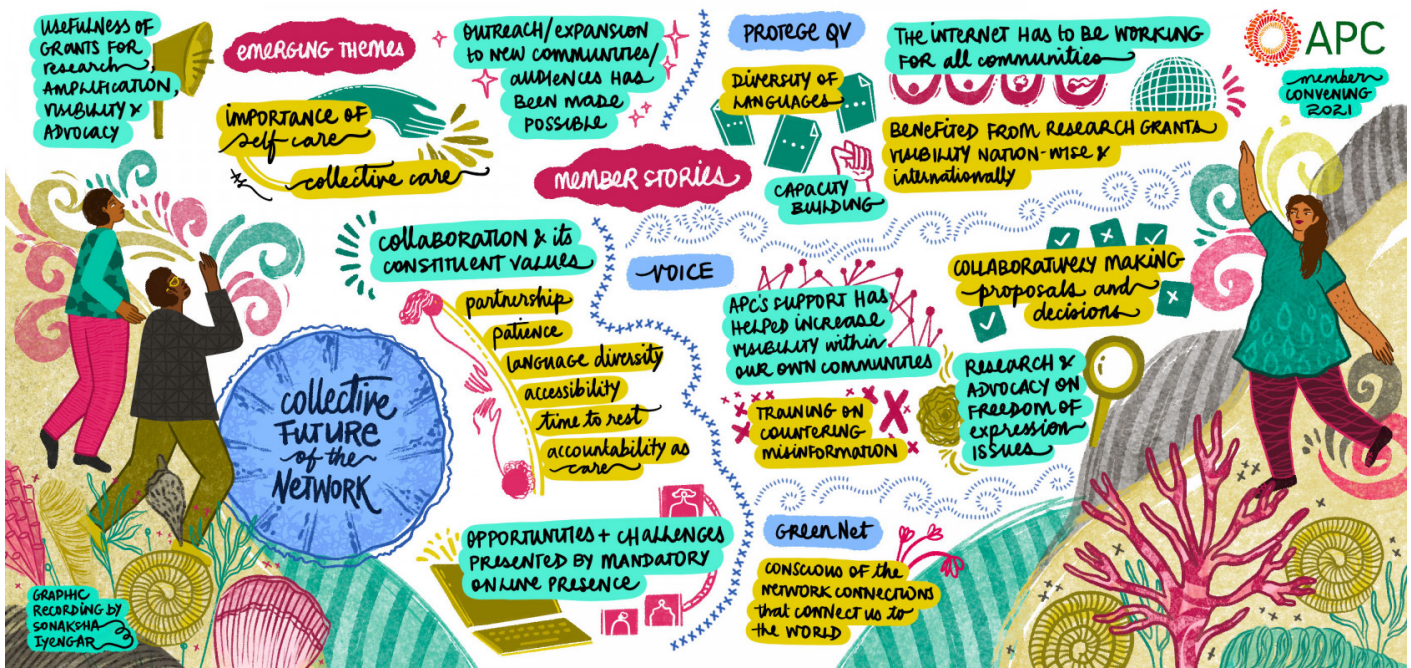 USEFULNESS OF
GRANTS FOR
research,
AMPLIFICATION,
VISIBILITY &
ADVOCACY
EMERGING THEMES
IMPORTANCE OF
self care
collective care
OUTREACH/EXPANSION
TO NEW COMMUNITIES/
AUDIENCES HAS
BEEN MADE
POSSIBLE
MEMBER STORIES
COLLABORATION & ITS
CONSTITUENT VALUES
partnership
patience
language diversity
accessibility
time to rest
accountability as
care
collective
FUTURE
of the
NETWORK
OPPORTUNITIES + CHALLENGES
PRESENTED BY MANDATORY
ONLINE PRESENCE
GRAPHC
RECORDING BY
SONAKSHA
IYENGAR
PROTEGE QV
DIVERSITY OF
LANGUAGES
CAPACITY
BUILDING
THE INTERNET HAS TO BE WORKING
FOR all communities
BENEFITED FROM RESEARCH GRANTS
VISIBILITY NATION-WISE &
internationally
APC
member
CONVENING
2021
VOICE
APC'S SUPPORT HAS
HELPED INCREASE
VISIBILITY within
OUR OWN COMMUNITIES
COLLABORATIVELY MAKING
proposals and
decisions
TRAINING ON
COUNTERING
MISINFORMATION
RESEARCH &
ADVOCACY ON
FREEDOM OF
expression
ISSUES
GREENNET
CONSCIOUS OF THE
NETWORK CONNECTIONS
that CONNECT US TO
the WORLD